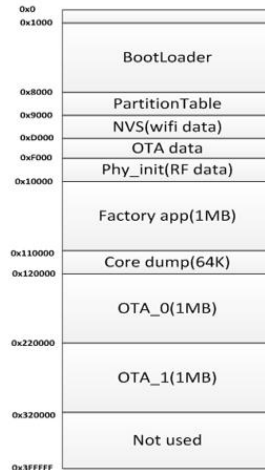 0x0
0x1000
BootLoader
0x8000
PartitionTable
0x9000
NVS(wifi data)
0xD000
OTA data
0xF000
Phy_init(RF data)
0x10000
Factory app(1MB)
0x110000
Core dump(64K)
0x120000
OTA_0(1MB)
0x220000
OTA_1(1MB)
0x320000
Not used
0x3FFFFF